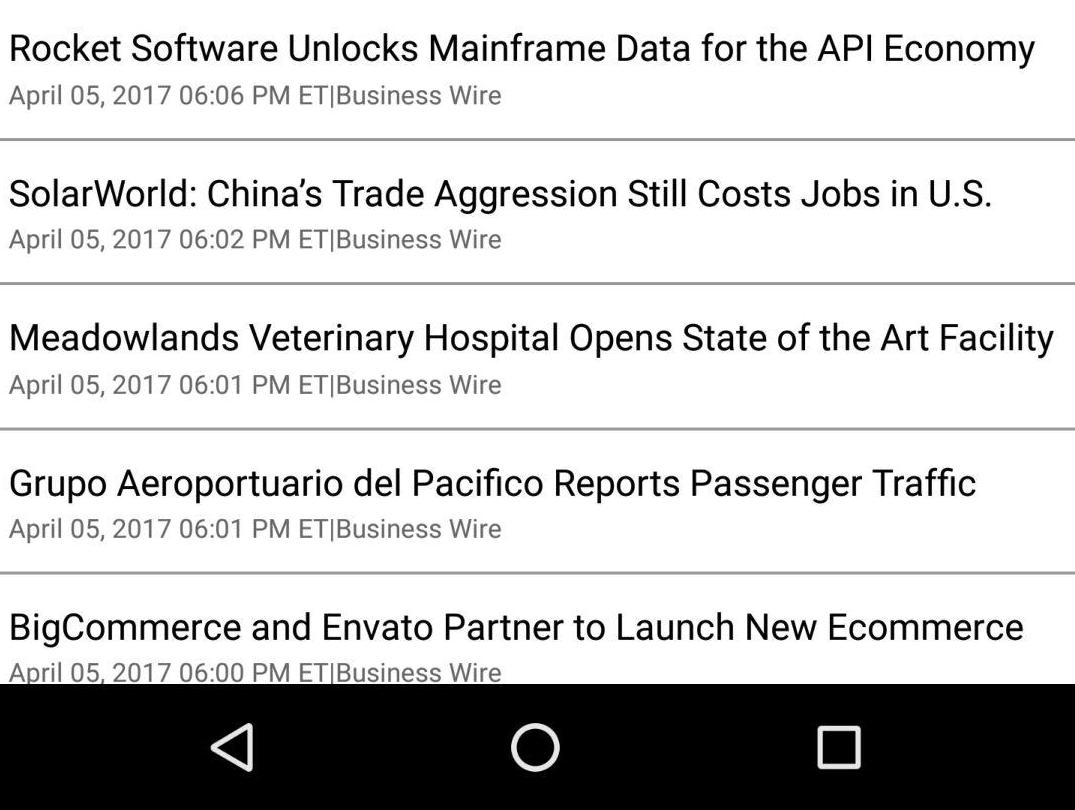 Rocket Software Unlocks Mainframe Data for the API Economy
April 05, 2017 06:06 PM ET|Business Wire
SolarWorld: China’s Trade Aggression Still Costs Jobs in U.S.
April 05, 2017 06:02 PM ET|Business Wire
Meadowlands Veterinary Hospital Opens State of the Art Facility
April 05, 2017 06:01 PM ET|Business Wire
Grupo Aeroportuario del Pacifico Reports Passenger Traffic
April 05, 2017 06:01 PM ET|Business Wire
BigCommerce and Envato Partner to Launch New Ecommerce
April 05, 2017 06:00 PM ET|Business Wire